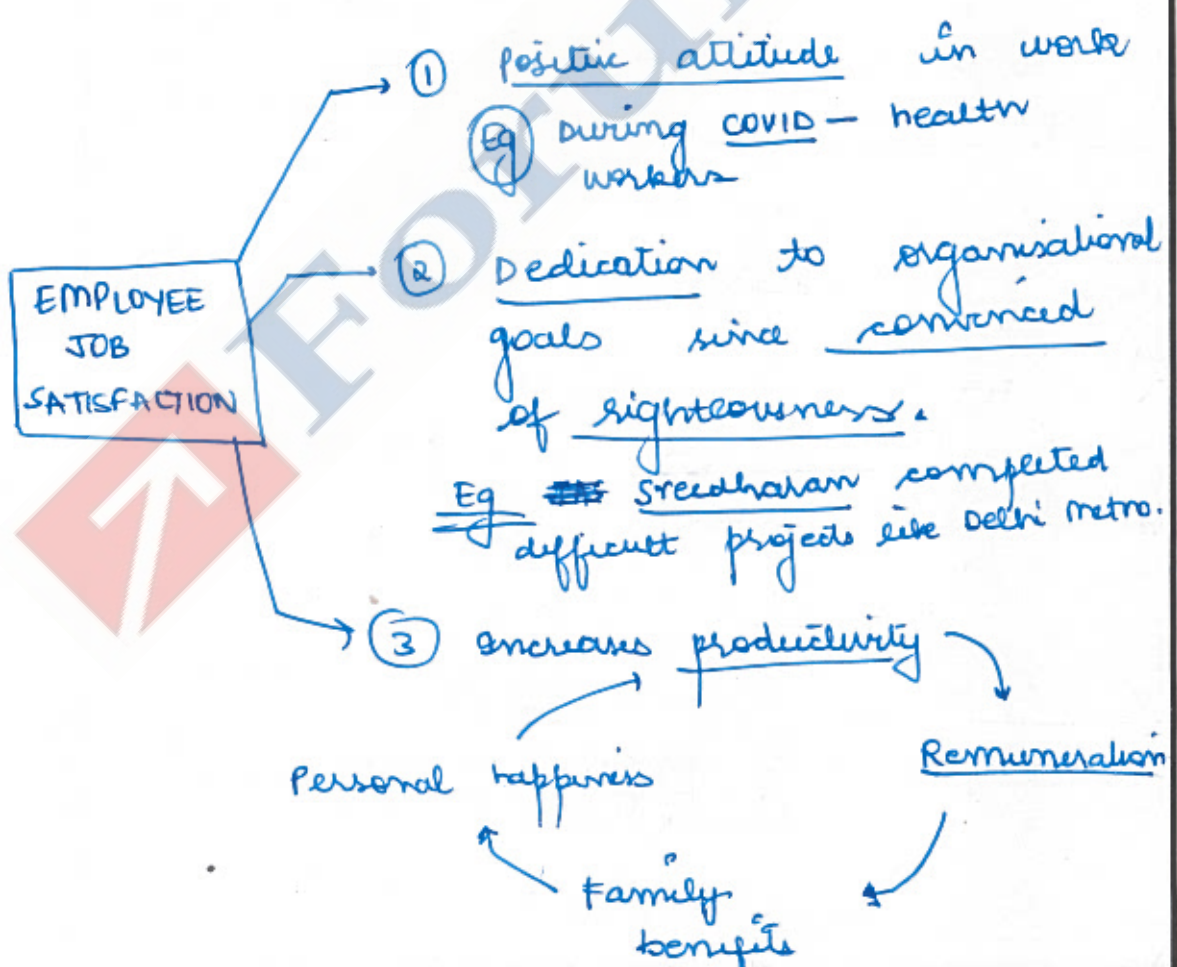 ① Positive attitude in work
Eg During COVID - health
workers
② Dedication to organisational
goals since convinced
of righteousness.
EMPLOYEE
JOB
SATISFACTION
Eg Sreedharan completed
difficult projects like Delhi metro.
③ Increases productivity
Remuneration
Personal happiness
Family
benefits
Foru